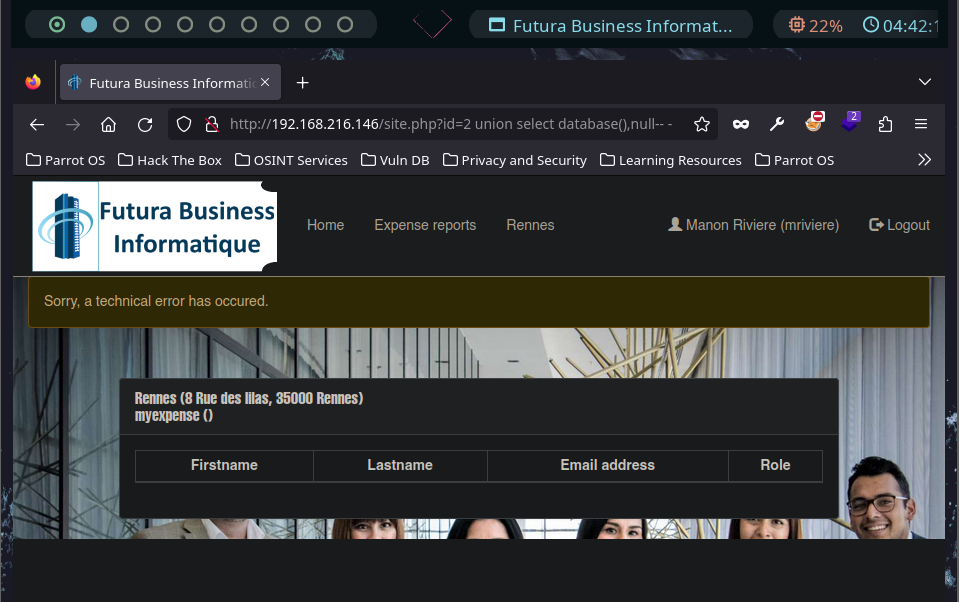 Futura Business Informat...
22%
04:42:1
Futura Business Informatic
http://192.168.216.146/site.php?id=2 union select database(),null-- -
Parrot OS
Hack The Box
OSINT Services
Vuln DB
Privacy and Security
Learning Resources
Parrot OS
2
Futura Business
Informatique
Home
Expense reports
Rennes
Manon Riviere (mriviere)
Logout
Sorry, a technical error has occured.
Rennes (8 Rue des lilas, 35000 Rennes)
myexpense ()
Firstname
Lastname
Email address
Role